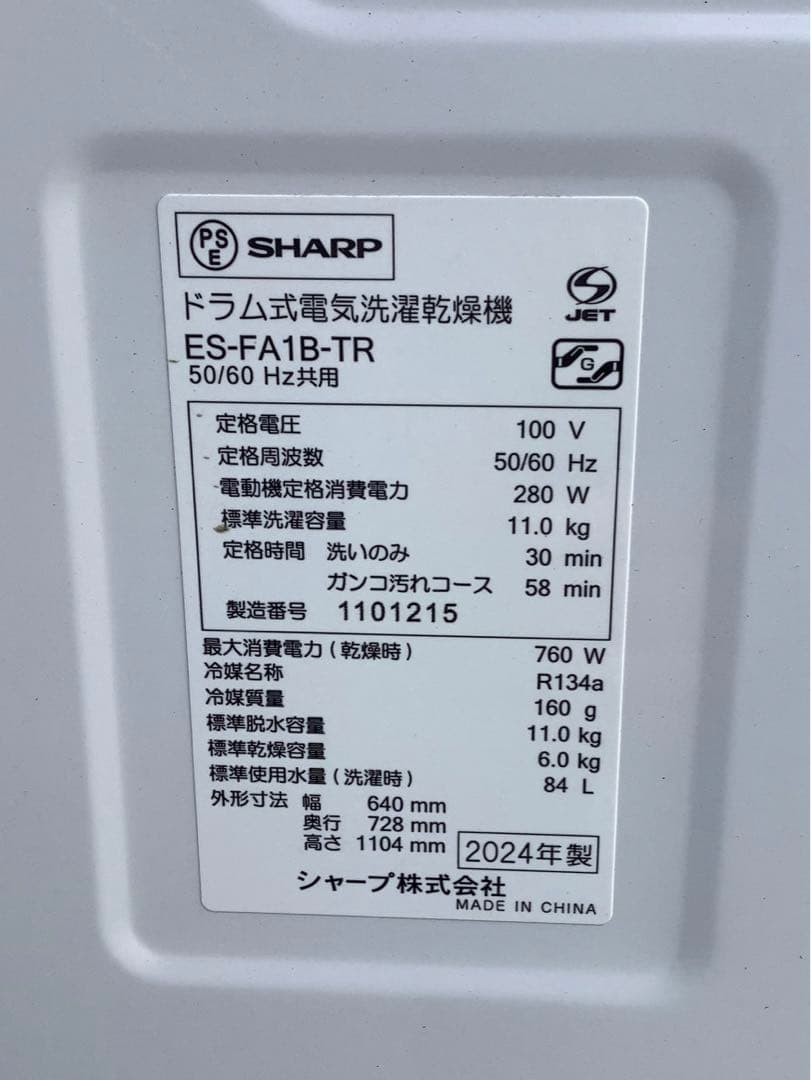 PSE SHARP
ドラム式電気洗濯乾燥機
JET
ES-FA1B-TR
G
50/60 Hz共用
定格電圧 100 V
定格周波数 50/60 Hz
電動機定格消費電力 280 W
標準洗濯容量 11.0 kg
定格時間 洗いのみ 30 min
ガンコ汚れコース 58 min
製造番号 1101215
最大消費電力(乾燥時) 760 W
冷媒名称 R134a
冷媒質量 160 g
標準脱水容量 11.0 kg
標準乾燥容量 6.0 kg
標準使用水量(洗濯時) 84 L
外形寸法 幅 640 mm
奥行 728 mm
高さ 1104 mm
2024年製
シャープ株式会社
MADE IN CHINA